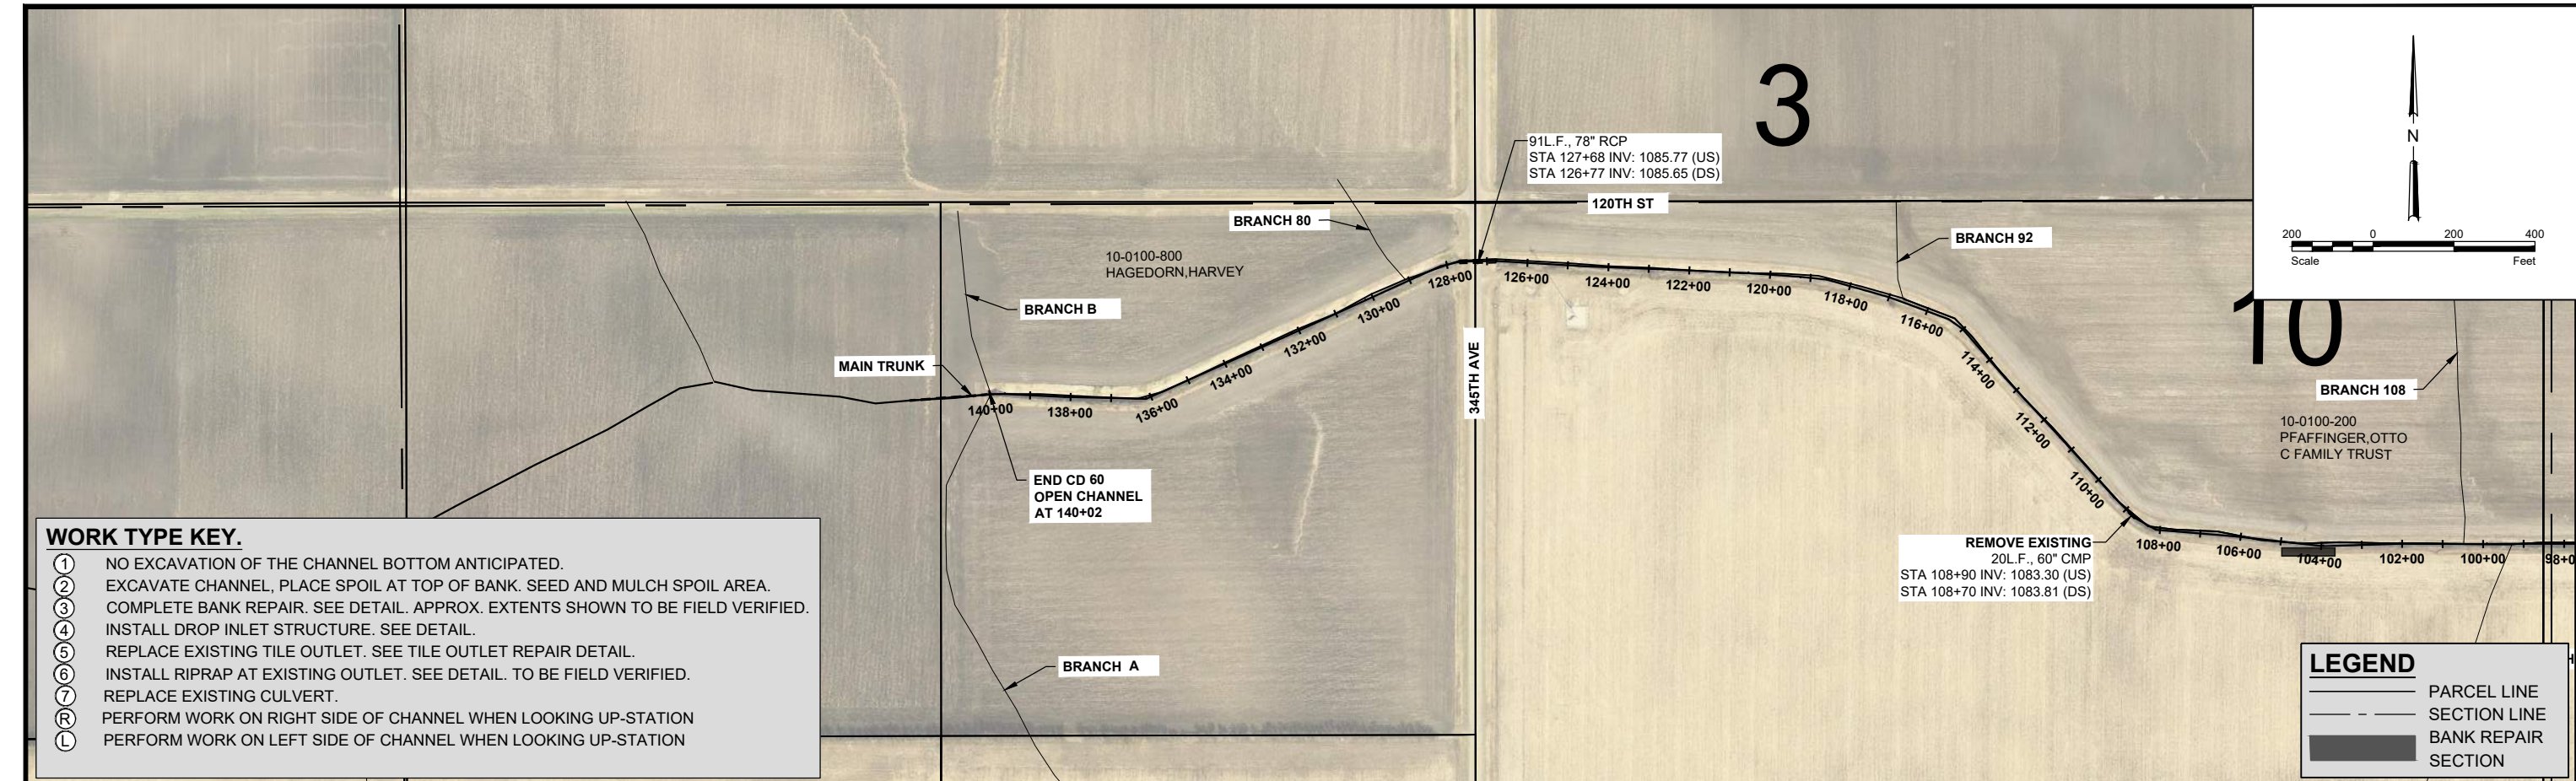 3
91L.F., 78" RCP
STA 127+68 INV: 1085.77 (US)
STA 126+77 INV: 1085.65 (DS)
120TH ST
BRANCH 80
BRANCH 92
N
200 0 200 400
Scale Feet
10-0100-800
HAGEDORN,HARVEY
BRANCH B
MAIN TRUNK
140+00
138+00
136+00
134+00
132+00
130+00
128+00
126+00
124+00
122+00
120+00
118+00
116+00
114+00
112+00
110+00
108+00
106+00
104+00
102+00
100+00
98+0
345TH AVE
10
BRANCH 108
10-0100-200
PFAFFINGER,OTTO
C FAMILY TRUST
END CD 60
OPEN CHANNEL
AT 140+02
REMOVE EXISTING
20L.F., 60" CMP
STA 108+90 INV: 1083.30 (US)
STA 108+70 INV: 1083.81 (DS)
BRANCH A
WORK TYPE KEY.
1 NO EXCAVATION OF THE CHANNEL BOTTOM ANTICIPATED.
2 EXCAVATE CHANNEL, PLACE SPOIL AT TOP OF BANK. SEED AND MULCH SPOIL AREA.
3 COMPLETE BANK REPAIR. SEE DETAIL. APPROX. EXTENTS SHOWN TO BE FIELD VERIFIED.
4 INSTALL DROP INLET STRUCTURE. SEE DETAIL.
5 REPLACE EXISTING TILE OUTLET. SEE TILE OUTLET REPAIR DETAIL.
6 INSTALL RIPRAP AT EXISTING OUTLET. SEE DETAIL. TO BE FIELD VERIFIED.
7 REPLACE EXISTING CULVERT.
R PERFORM WORK ON RIGHT SIDE OF CHANNEL WHEN LOOKING UP-STATION
L PERFORM WORK ON LEFT SIDE OF CHANNEL WHEN LOOKING UP-STATION
LEGEND
PARCEL LINE
SECTION LINE
BANK REPAIR
SECTION